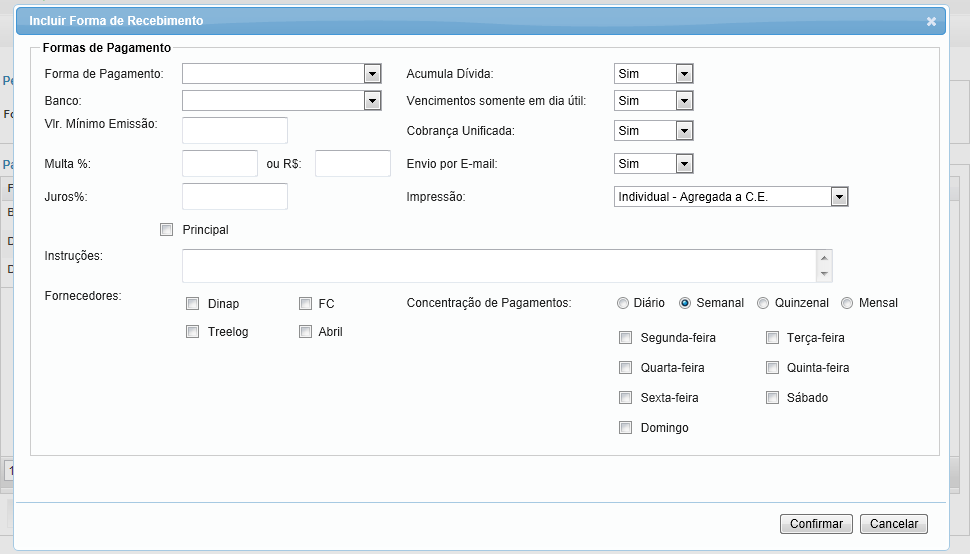 Incluir Forma de Recebimento
Formas de Pagamento
Forma de Pagamento:
Acumula Dívida: Sim
Banco:
Vencimentos somente em dia útil: Sim
Vlr. Mínimo Emissão:
Cobrança Unificada: Sim
Multa %: ou R$:
Envio por E-mail: Sim
Juros%:
Impressão: Individual - Agregada a C.E.
Principal
Instruções:
Fornecedores:
Dinap FC
Treelog Abril
Concentração de Pagamentos: Diário Semanal Quinzenal Mensal
Segunda-feira Terça-feira
Quarta-feira Quinta-feira
Sexta-feira Sábado
Domingo
Confirmar Cancelar